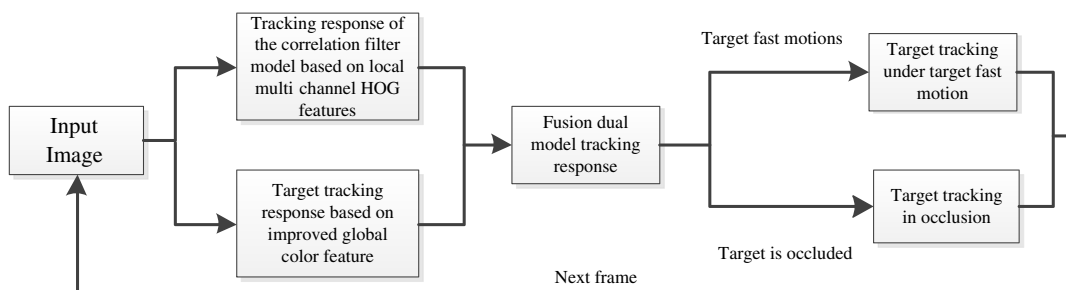 Input
Image
Tracking response of
the correlation filter
model based on local
multi channel HOG
features
Target tracking
response based on
improved global
color feature
Fusion dual
model tracking
response
Target fast motions
Target tracking
under target fast
motion
Target tracking
in occlusion
Target is occluded
Next frame